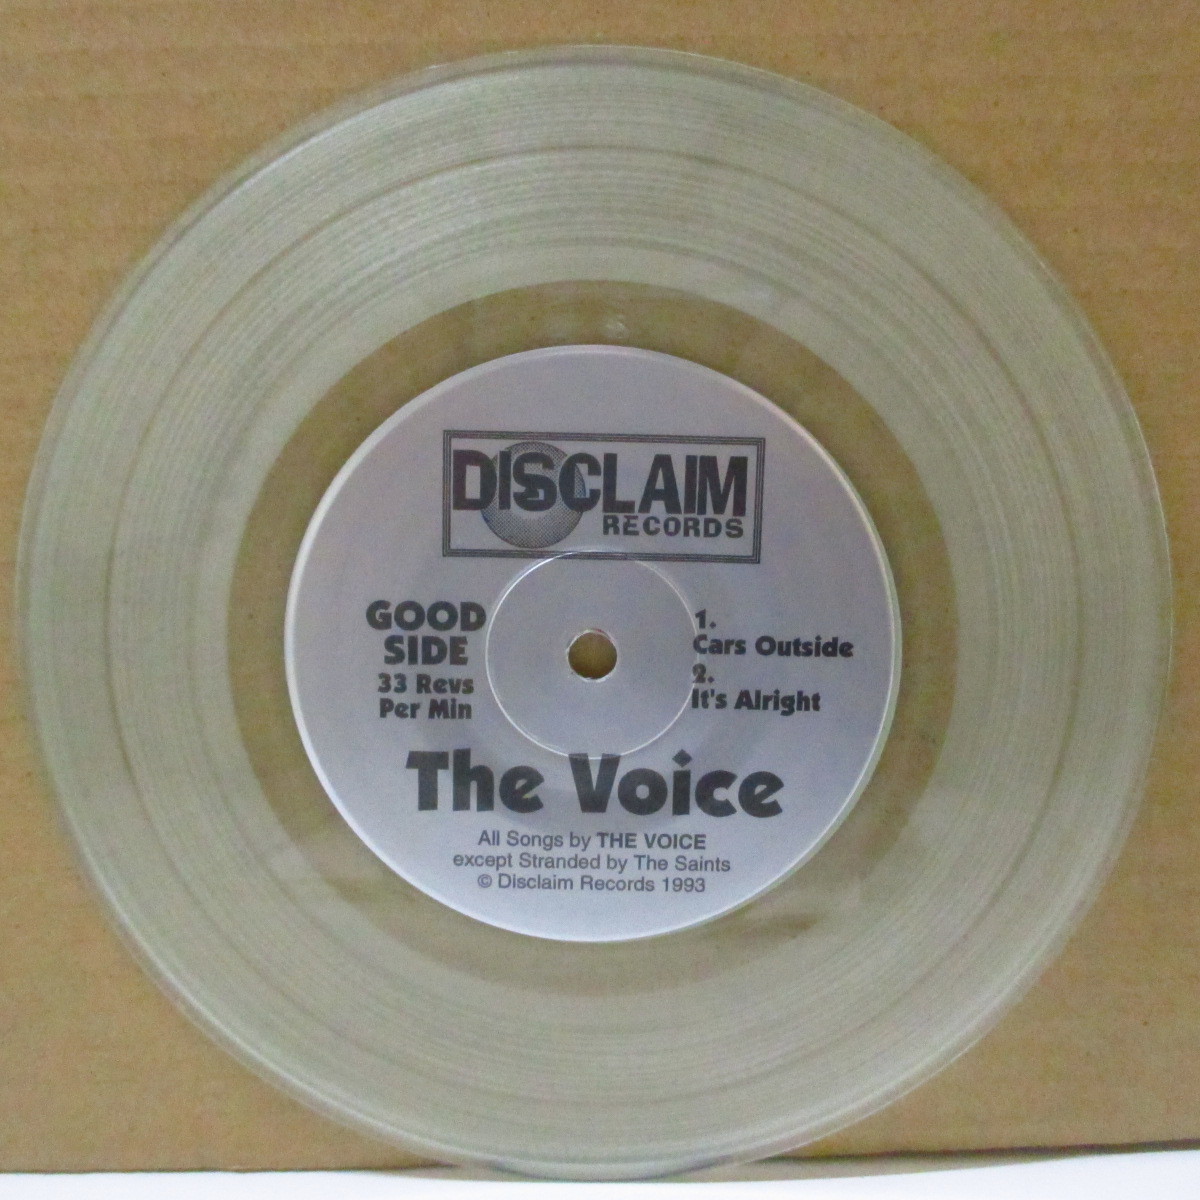 DISCLAIM
RECORDS
GOOD
SIDE
33 Revs
Per Min
1.
Cars Outside
2.
It's Alright
The Voice
All Songs by THE VOICE
except Stranded by The Saints
© Disclaim Records 1993